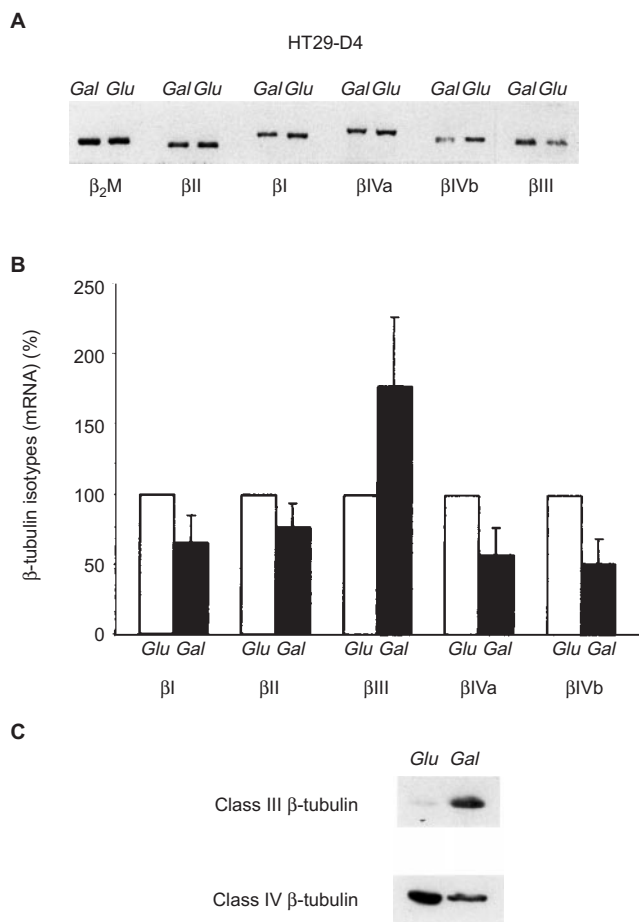 A
HT29-D4
Gal Glu Gal Glu Gal Glu Gal Glu Gal Glu Gal Glu
β₂M βII βI βIVa βIVb βIII
B
β-tubulin isotypes (mRNA) (%)
250
200
150
100
50
0
Glu Gal Glu Gal Glu Gal Glu Gal Glu Gal
βI βII βIII βIVa βIVb
C
Glu Gal
Class III β-tubulin
Class IV β-tubulin